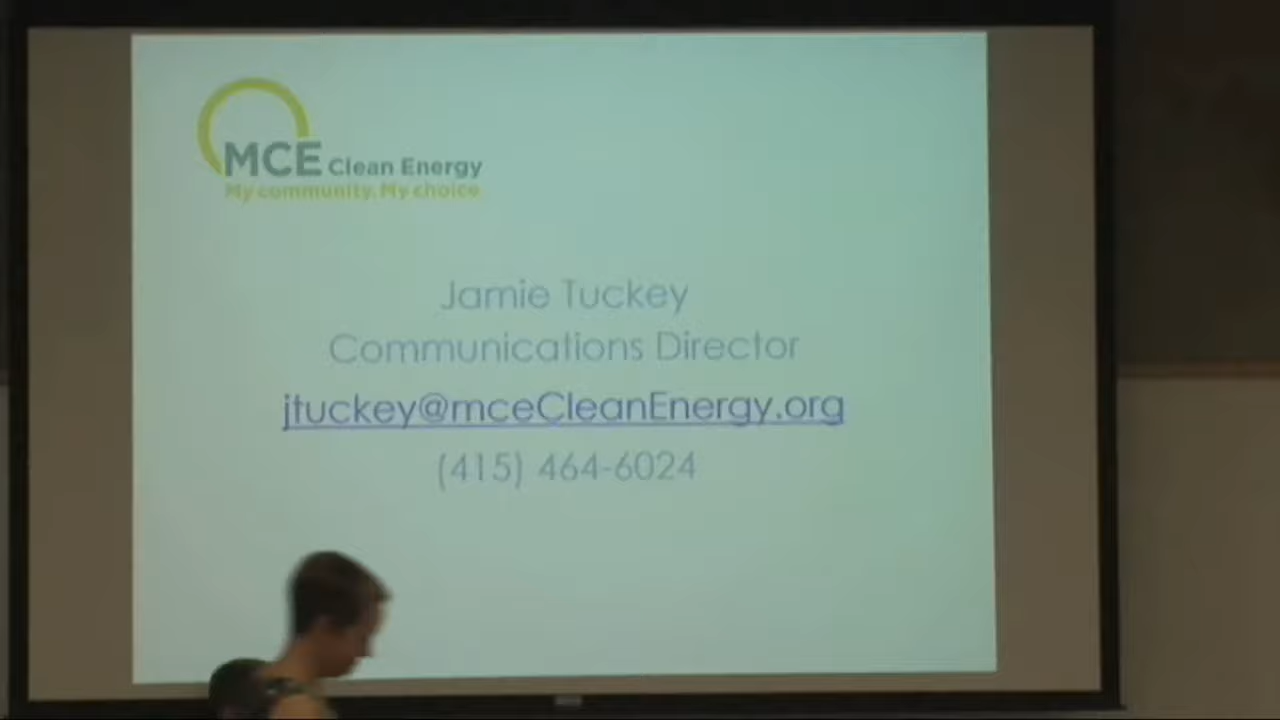 MCE Clean Energy
My community. My choice.
Jamie Tuckey
Communications Director
jtuckey@mceCleanEnergy.org
(415) 464-6024